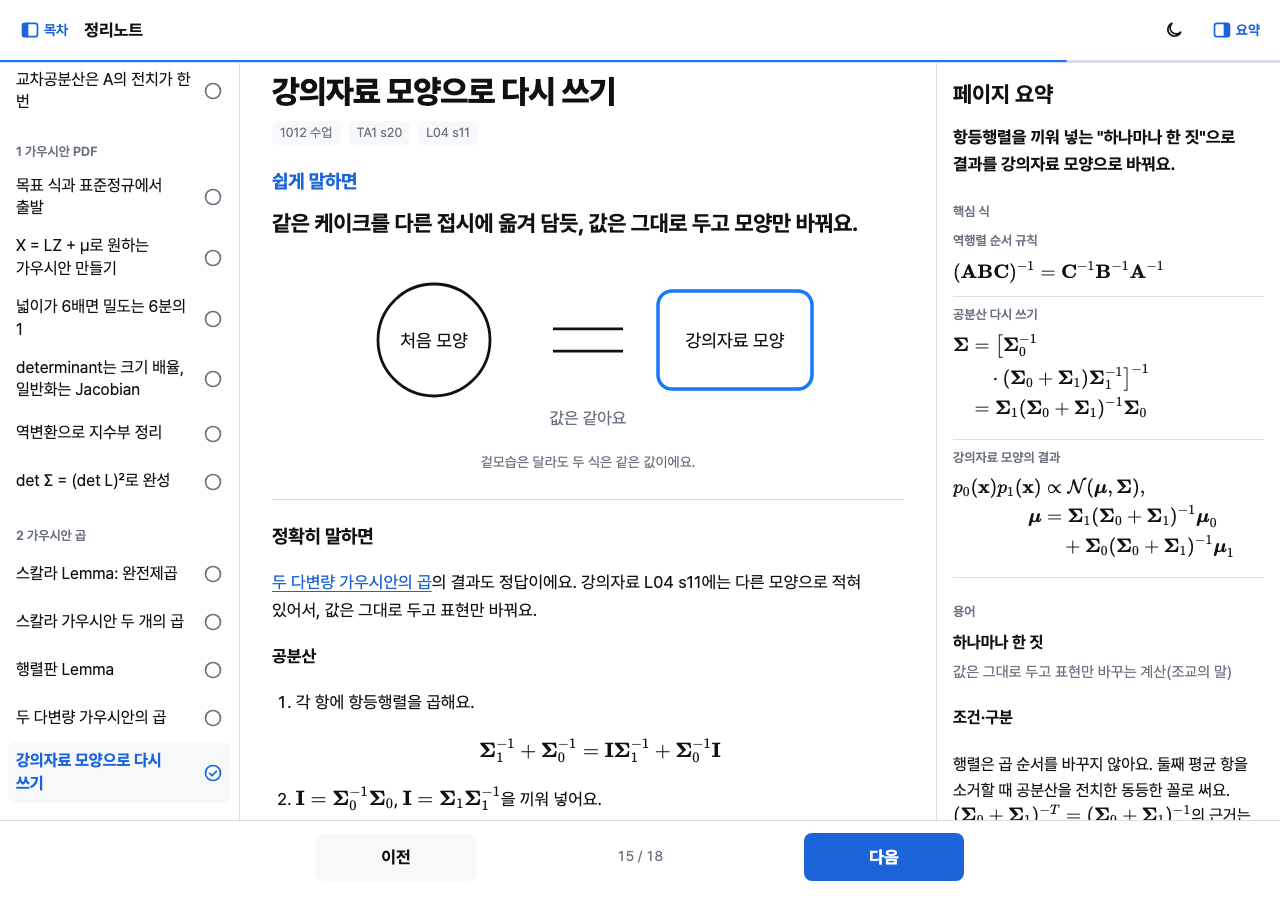 목차 정리노트 요약
교차공분산은 A의 전치가 한
번
1 가우시안 PDF
목표 식과 표준정규에서
출발
X = LZ + μ로 원하는
가우시안 만들기
넓이가 6배면 밀도는 6분의
1
determinant는 크기 배율,
일반화는 Jacobian
역변환으로 지수부 정리
det Σ = (det L)²로 완성
2 가우시안 곱
스칼라 Lemma: 완전제곱
스칼라 가우시안 두 개의 곱
행렬판 Lemma
두 다변량 가우시안의 곱
강의자료 모양으로 다시
쓰기
강의자료 모양으로 다시 쓰기
1012 수업 TA1 s20 L04 s11
쉽게 말하면
같은 케이크를 다른 접시에 옮겨 담듯, 값은 그대로 두고 모양만 바꿔요.
처음 모양 강의자료 모양
값은 같아요
겉모습은 달라도 두 식은 같은 값이에요.
정확히 말하면
두 다변량 가우시안의 곱의 결과도 정답이에요. 강의자료 L04 s11에는 다른 모양으로 적혀
있어서, 값은 그대로 두고 표현만 바꿔요.
공분산
1. 각 항에 항등행렬을 곱해요.
Σ₁⁻¹ + Σ₀⁻¹ = IΣ₁⁻¹ + Σ₀⁻¹I
2. I = Σ₀⁻¹Σ₀, I = Σ₁Σ₁⁻¹을 끼워 넣어요.
페이지 요약
항등행렬을 끼워 넣는 "하나마나 한 짓"으로
결과를 강의자료 모양으로 바꿔요.
핵심 식
역행렬 순서 규칙
(ABC)⁻¹ = C⁻¹B⁻¹A⁻¹
공분산 다시 쓰기
Σ = [Σ₀⁻¹
· (Σ₀ + Σ₁)Σ₁⁻¹]⁻¹
= Σ₁(Σ₀ + Σ₁)⁻¹Σ₀
강의자료 모양의 결과
p₀(x)p₁(x) ∝ 𝒩(μ, Σ),
μ = Σ₁(Σ₀ + Σ₁)⁻¹μ₀
+ Σ₀(Σ₀ + Σ₁)⁻¹μ₁
용어
하나마나 한 짓
값은 그대로 두고 표현만 바꾸는 계산(조교의 말)
조건·구분
행렬은 곱 순서를 바꾸지 않아요. 둘째 평균 항을
소거할 때 공분산을 전치한 동등한 꼴로 써요.
(Σ₀ + Σ₁)⁻ᵀ = (Σ₀ + Σ₁)⁻¹의 근거는
이전 15 / 18 다음